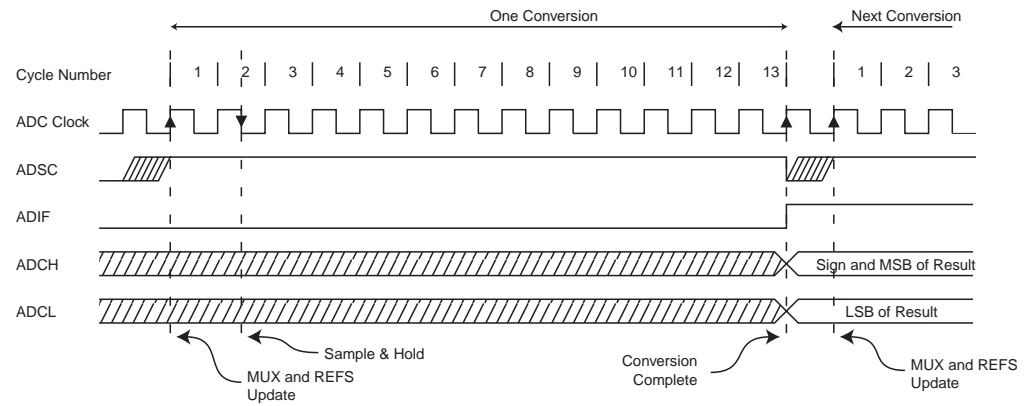 One Conversion
Next Conversion
Cycle Number
1 2 3 4 5 6 7 8 9 10 11 12 13 1 2 3
ADC Clock
ADSC
ADIF
ADCH
Sign and MSB of Result
ADCL
LSB of Result
Sample & Hold
MUX and REFS
Update
Conversion
Complete
MUX and REFS
Update